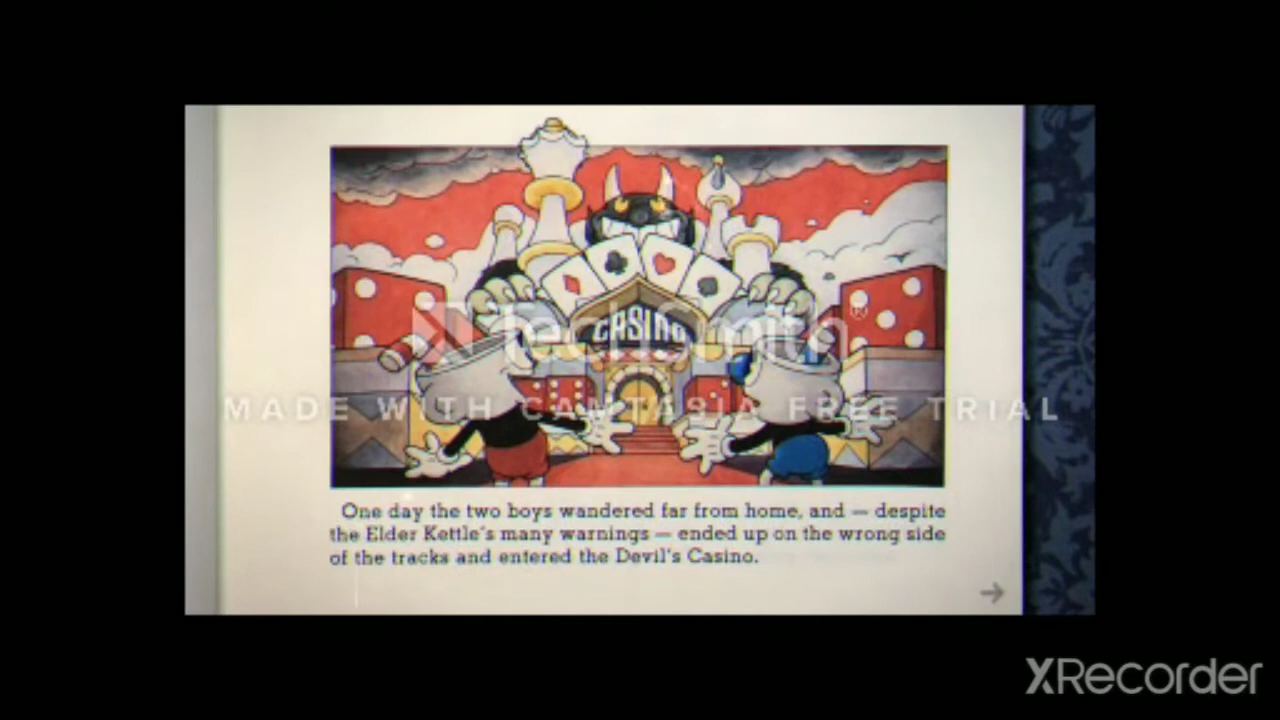 CASINO
TechSmith®
MADE WITH CAMTASIA FREE TRIAL
One day the two boys wandered far from home, and — despite
the Elder Kettle's many warnings — ended up on the wrong side
of the tracks and entered the Devil's Casino.
XRecorder